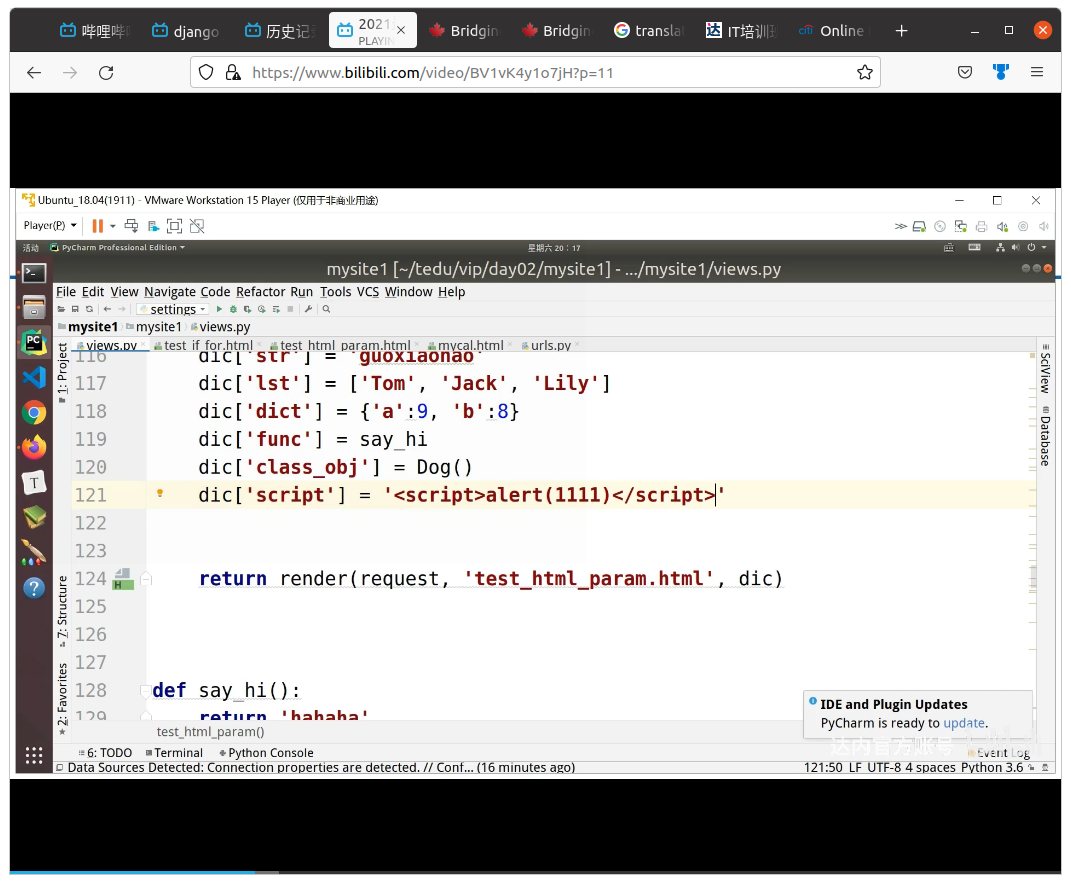 哔哩哔哩
django
历史记
2021
PLAYIN
Bridgin
Bridgin
translat
IT培训
citi Online
https://www.bilibili.com/video/BV1vK4y1o7jH?p=11
Ubuntu_18.04(1911) - VMware Workstation 15 Player (仅用于非商业用途)
Player(P)
活动 PyCharm Professional Edition 星期六 20：17
mysite1 [~/tedu/vip/day02/mysite1] - .../mysite1/views.py
File Edit View Navigate Code Refactor Run Tools VCS Window Help
settings
mysite1 mysite1 views.py
views.py test_if_for.html test_html_param.html mycal.html urls.py
1: Project
SciView
Database
116 dic['str'] = 'guoxiaonao'
117 dic['lst'] = ['Tom', 'Jack', 'Lily']
118 dic['dict'] = {'a':9, 'b':8}
119 dic['func'] = say_hi
120 dic['class_obj'] = Dog()
121 dic['script'] = '<script>alert(1111)</script>'
122
123
124 return render(request, 'test_html_param.html', dic)
125
126
127
128 def say_hi():
129 return 'hahaha'
7: Structure
2: Favorites
test_html_param()
IDE and Plugin Updates
PyCharm is ready to update.
达内官方账号
6: TODO Terminal Python Console Event Log
Data Sources Detected: Connection properties are detected. // Conf... (16 minutes ago) 121:50 LF UTF-8 4 spaces Python 3.6